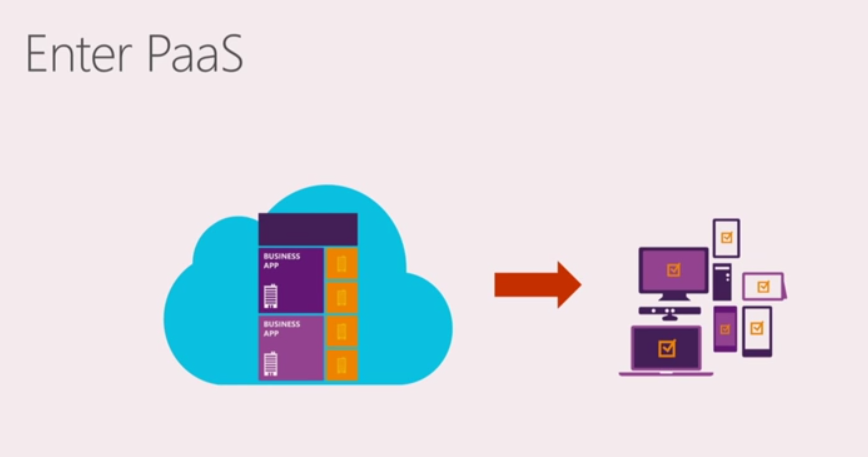 Enter PaaS
BUSINESS
APP
BUSINESS
APP